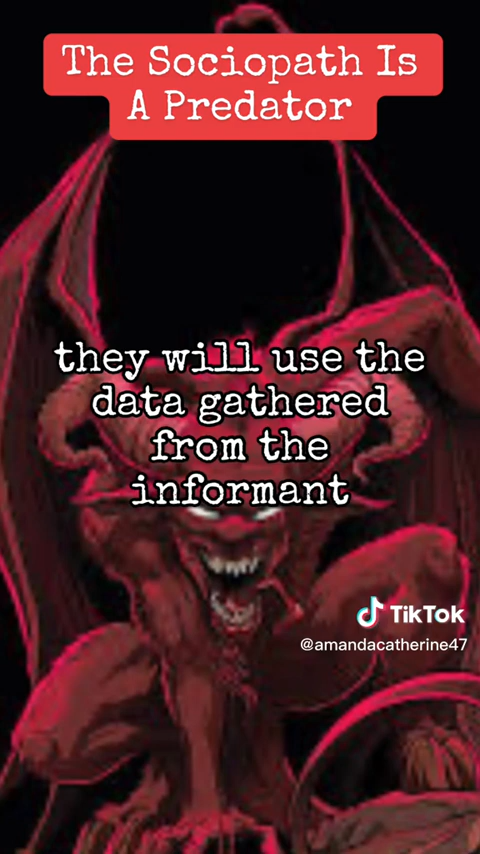 The Sociopath Is
A Predator
they will use the
data gathered
from the
informant
TikTok
@amandacatherine47